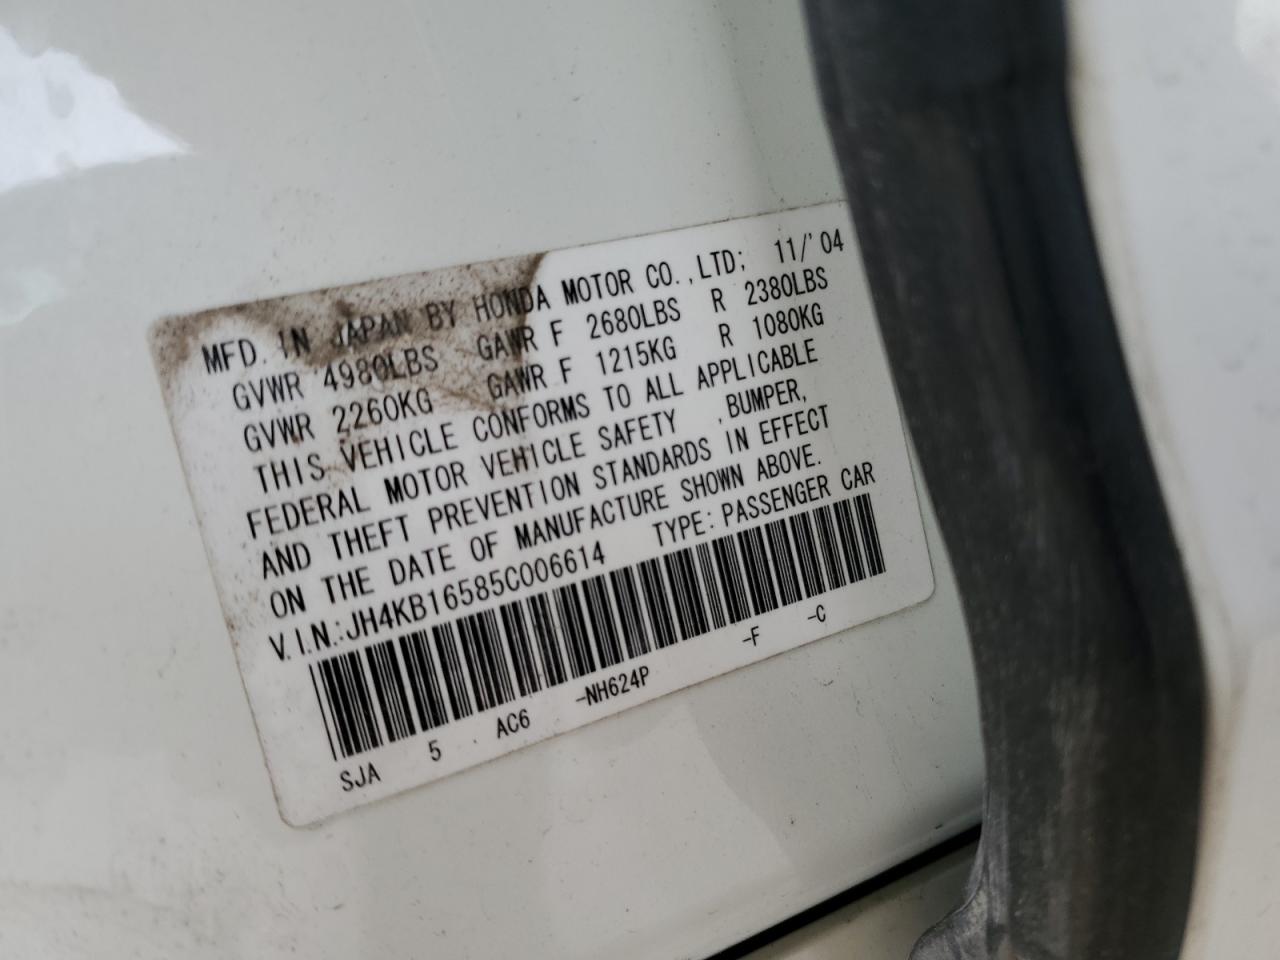 MFD. IN JAPAN BY HONDA MOTOR CO.,LTD; 11/'04
GVWR 4980LBS GAWR F 2680LBS R 2380LBS
GVWR 2260KG GAWR F 1215KG R 1080KG
THIS VEHICLE CONFORMS TO ALL APPLICABLE
FEDERAL MOTOR VEHICLE SAFETY ,BUMPER,
AND THEFT PREVENTION STANDARDS IN EFFECT
ON THE DATE OF MANUFACTURE SHOWN ABOVE.
V.I.N.:JH4KB16585C006614 TYPE:PASSENGER CAR
SJA 5 AC6 -NH624P -F -C